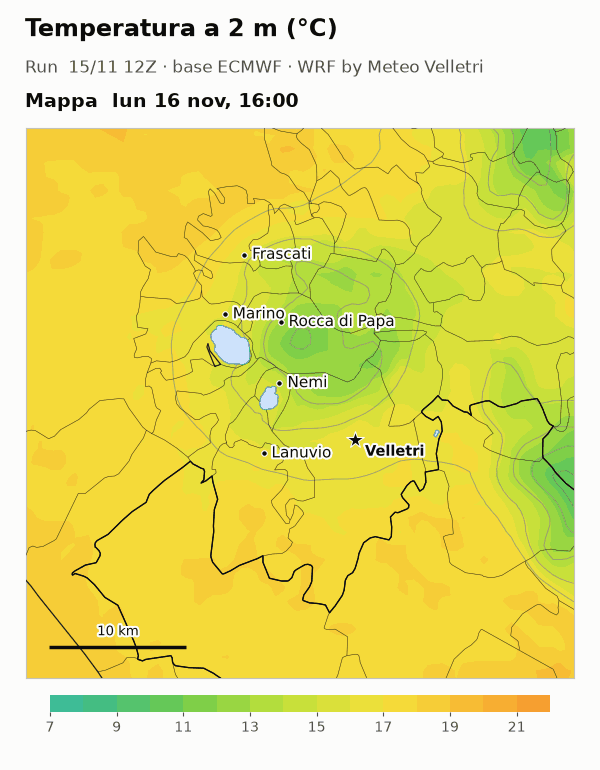 Temperatura a 2 m (°C)
Run  15/11 12Z · base ECMWF · WRF by Meteo Velletri
Mappa  lun 16 nov, 16:00
Frascati
Marino
Rocca di Papa
Nemi
Velletri
Lanuvio
10 km
7 9 11 13 15 17 19 21